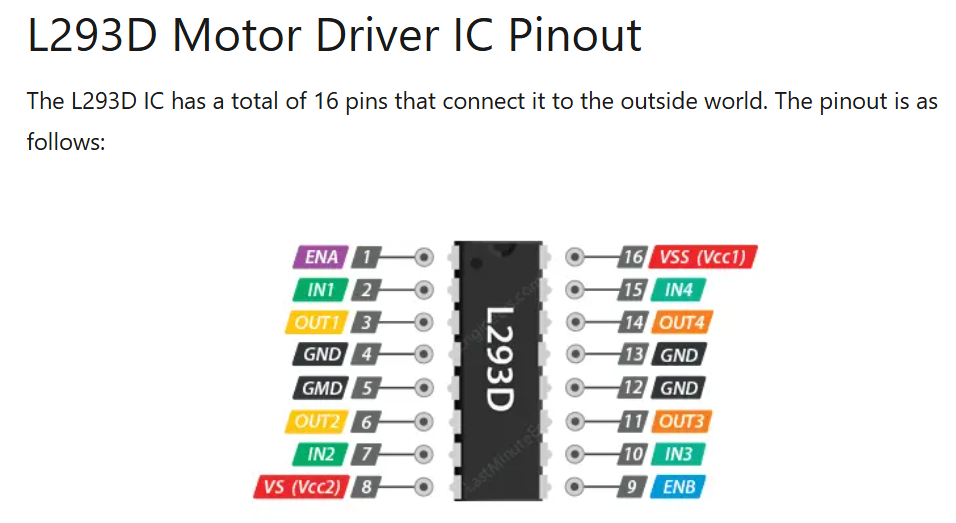 L293D Motor Driver IC Pinout
The L293D IC has a total of 16 pins that connect it to the outside world. The pinout is as
follows:
ENA 1 16 VSS (Vcc1)
IN1 2 15 IN4
OUT1 3 14 OUT4
GND 4 13 GND
GMD 5 12 GND
OUT2 6 11 OUT3
IN2 7 10 IN3
VS (Vcc2) 8 9 ENB
L293D